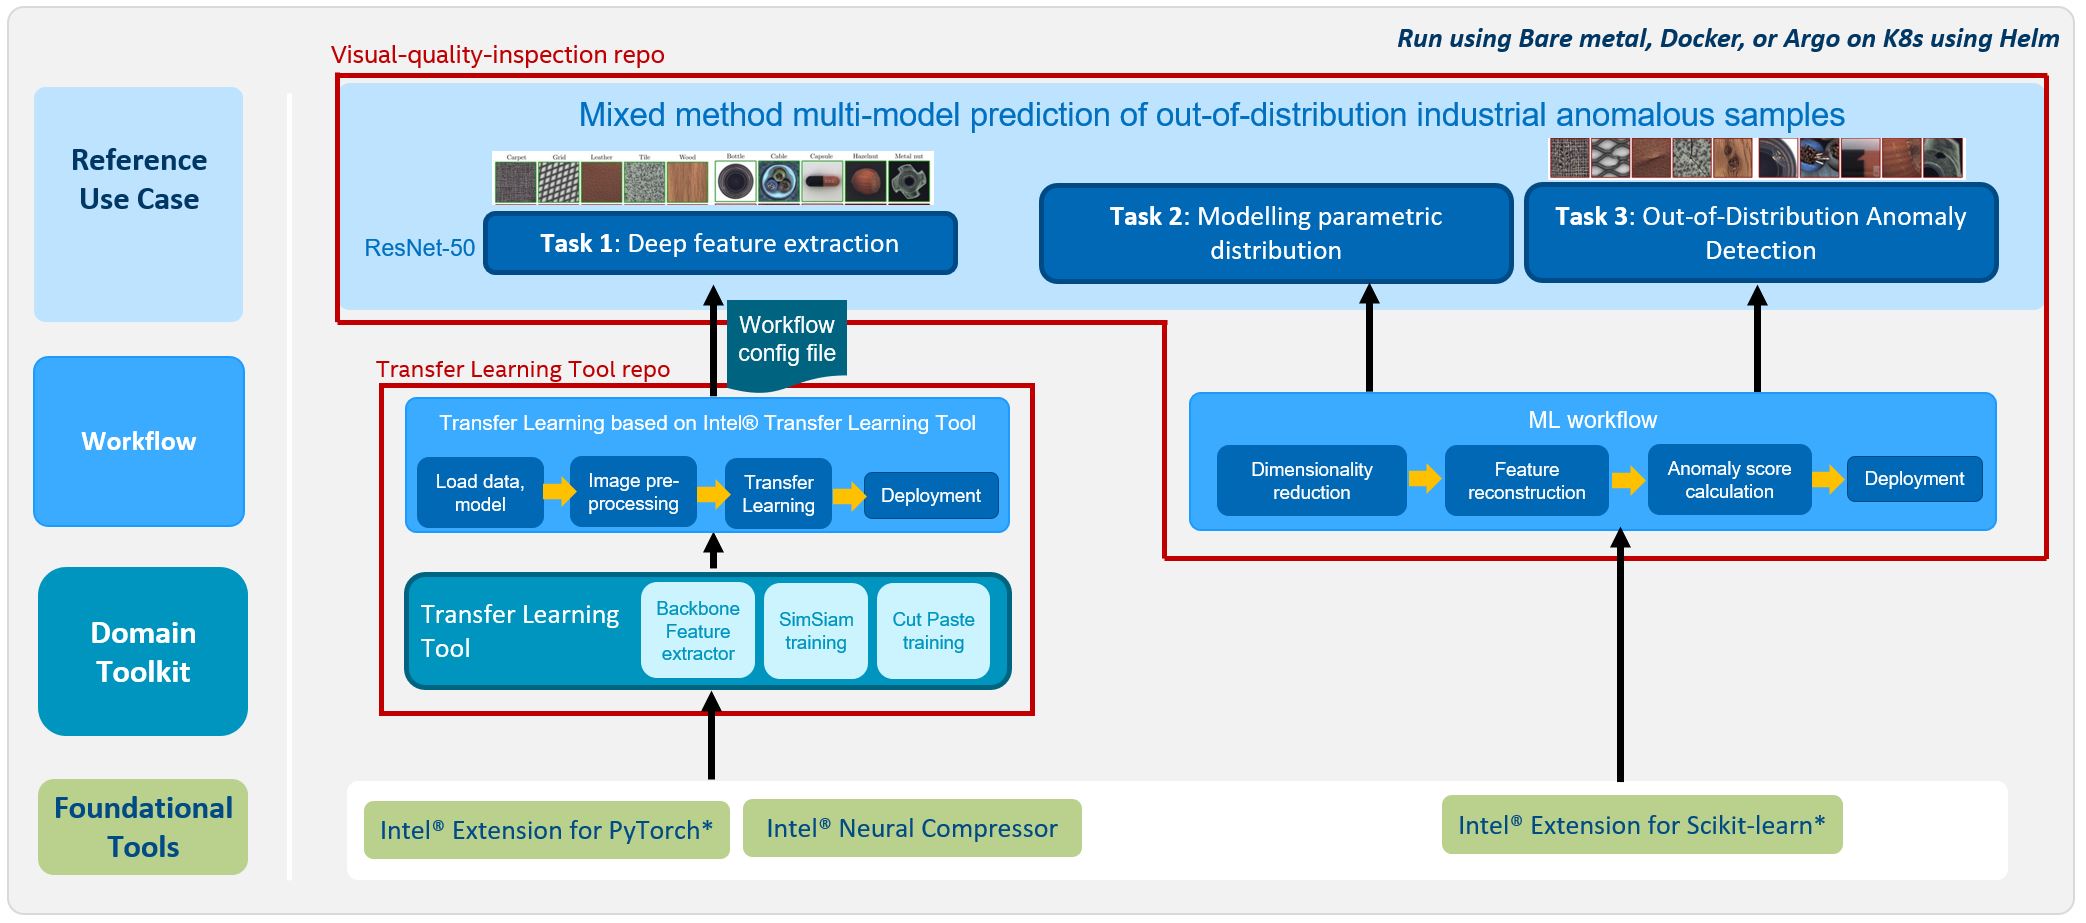 Run using Bare metal, Docker, or Argo on K8s using Helm
Visual-quality-inspection repo
Reference
Use Case
Mixed method multi-model prediction of out-of-distribution industrial anomalous samples
Carpet Grid Leather Tile Wood Bottle Cable Capsule Hazelnut Metal nut
ResNet-50
Task 1: Deep feature extraction
Task 2: Modelling parametric
distribution
Task 3: Out-of-Distribution Anomaly
Detection
Workflow
config file
Transfer Learning Tool repo
Workflow
Transfer Learning based on Intel® Transfer Learning Tool
Load data,
model
Image pre-
processing
Transfer
Learning
Deployment
ML workflow
Dimensionality
reduction
Feature
reconstruction
Anomaly score
calculation
Deployment
Domain
Toolkit
Transfer Learning
Tool
Backbone
Feature
extractor
SimSiam
training
Cut Paste
training
Foundational
Tools
Intel® Extension for PyTorch*
Intel® Neural Compressor
Intel® Extension for Scikit-learn*